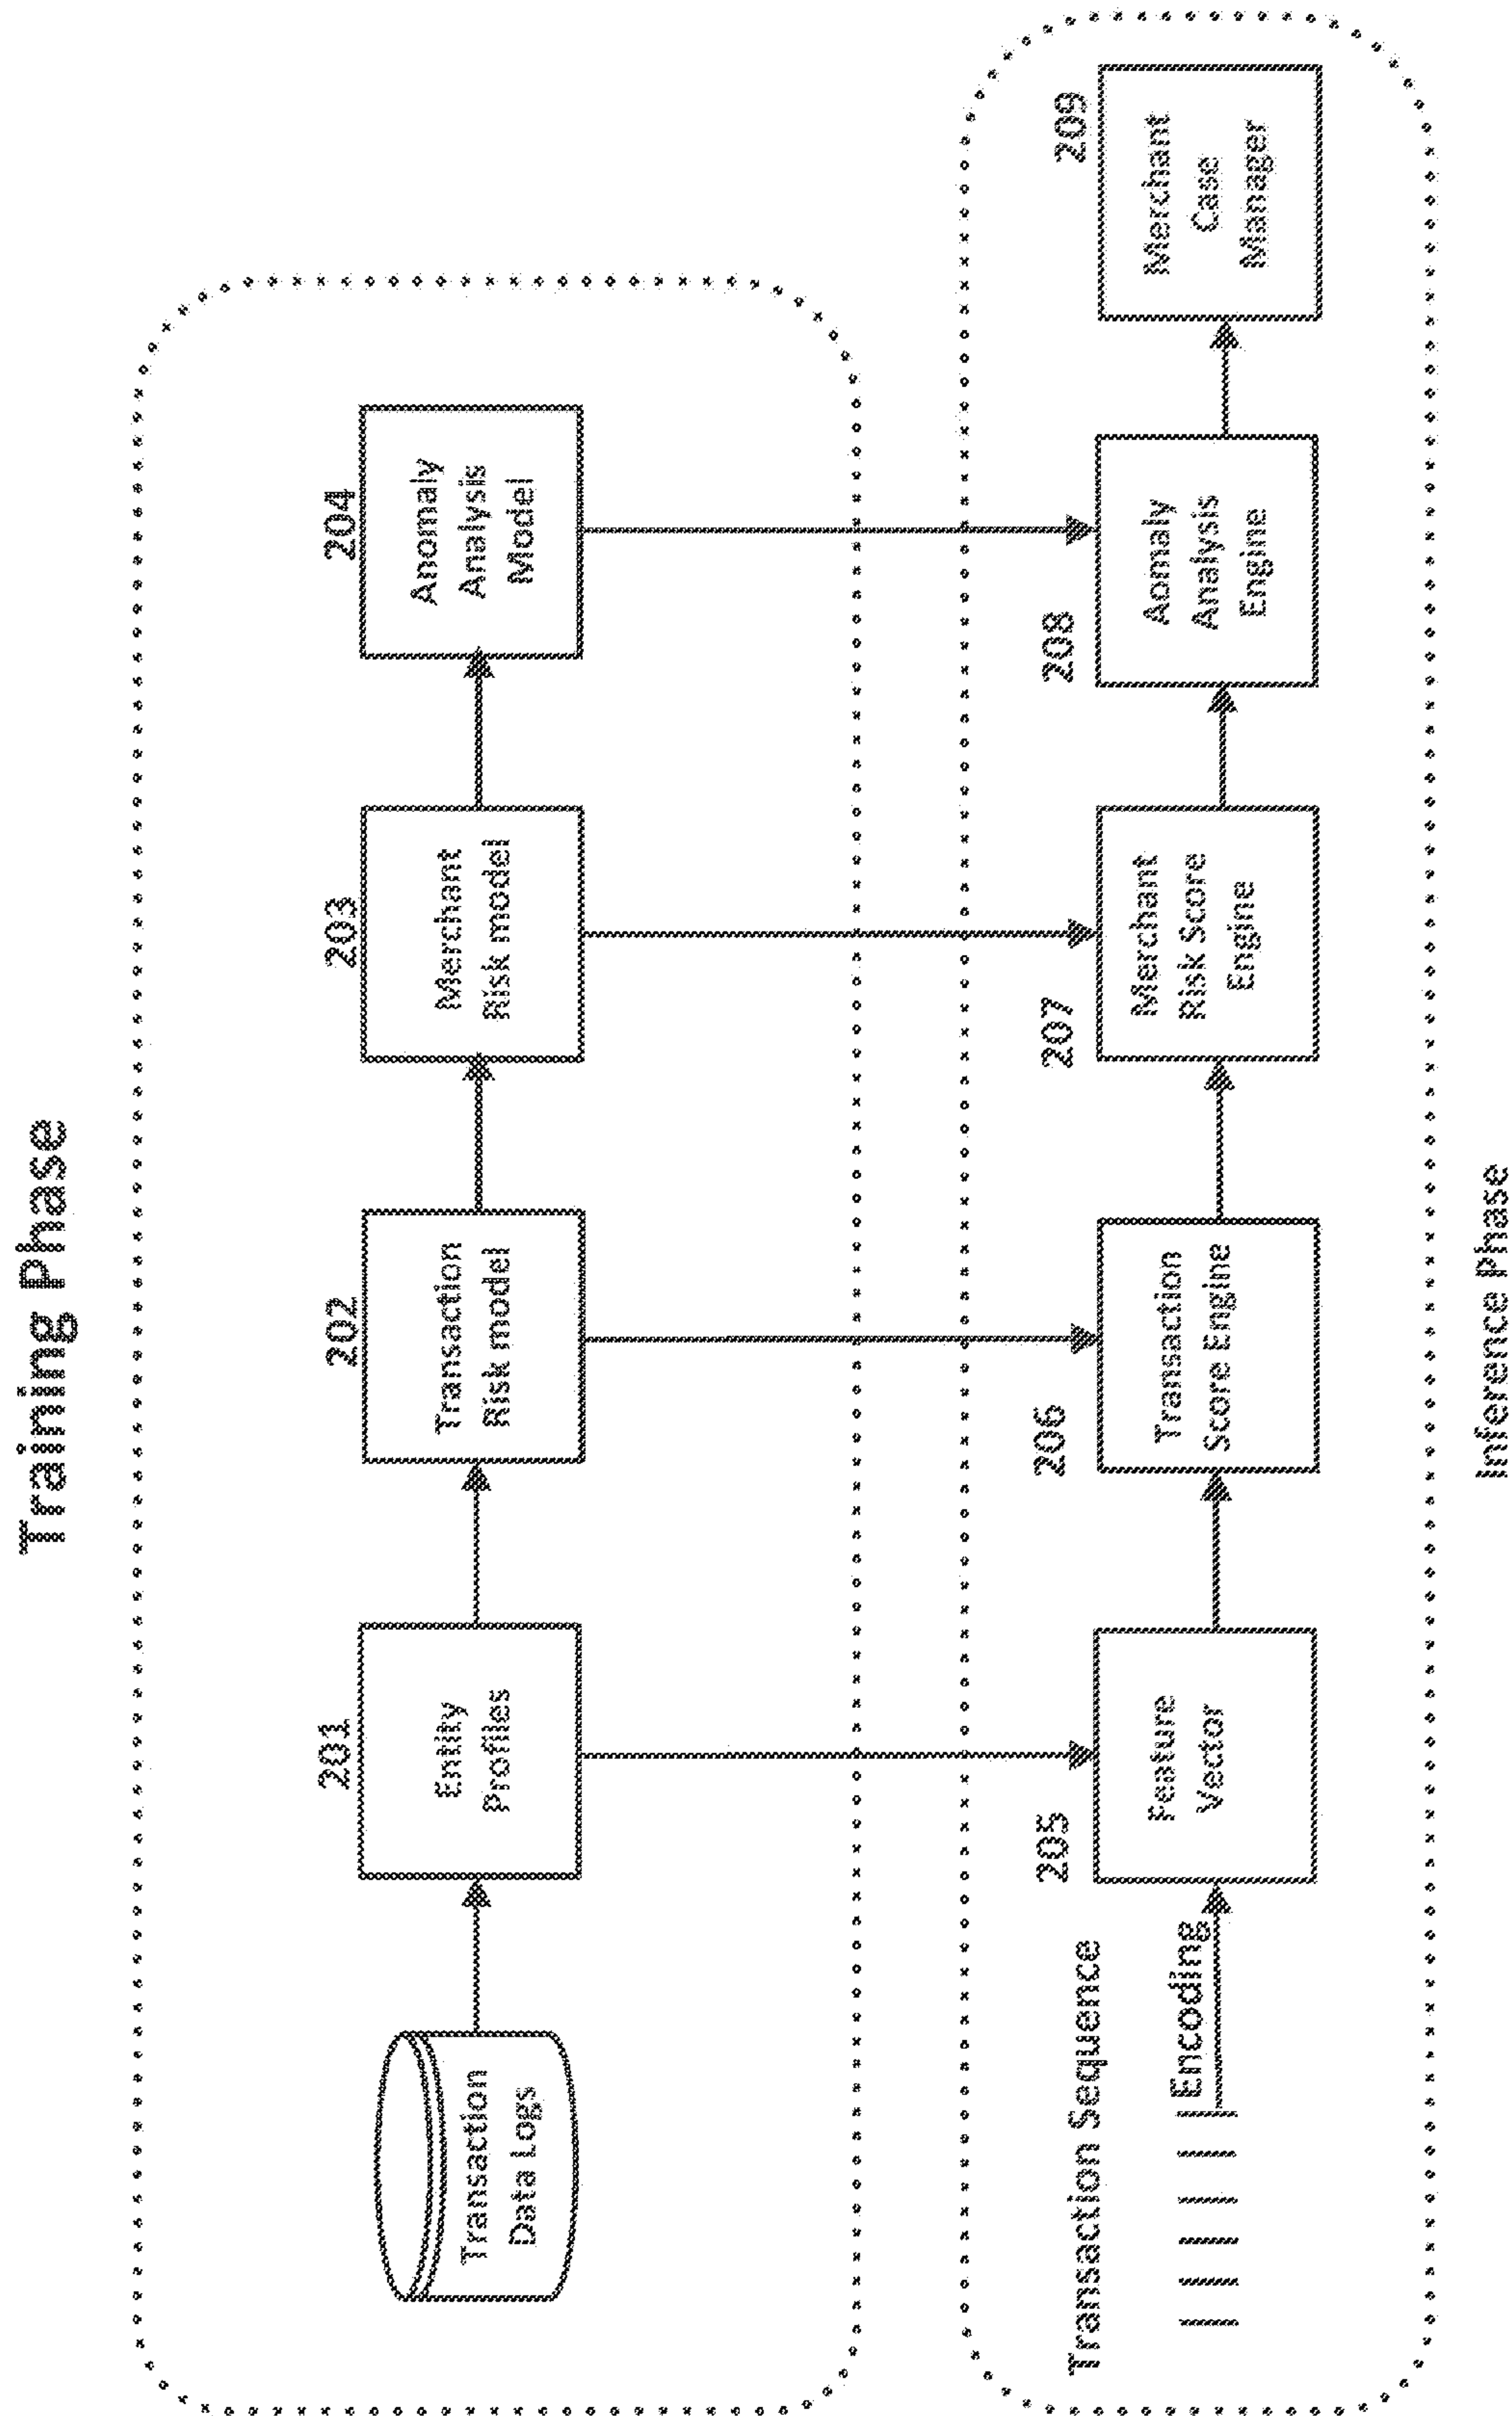 Training Phase
201
202
203
204
Transaction
Data Logs
Entity
Profiles
Transaction
Risk model
Merchant
Risk model
Anomaly
Analysis
Model
Transaction Sequence
Encoding
205
206
207
208
209
Feature
Vector
Transaction
Score Engine
Merchant
Risk Score
Engine
Aomaly
Analysis
Engine
Merchant
Case
Manager
Inference Phase